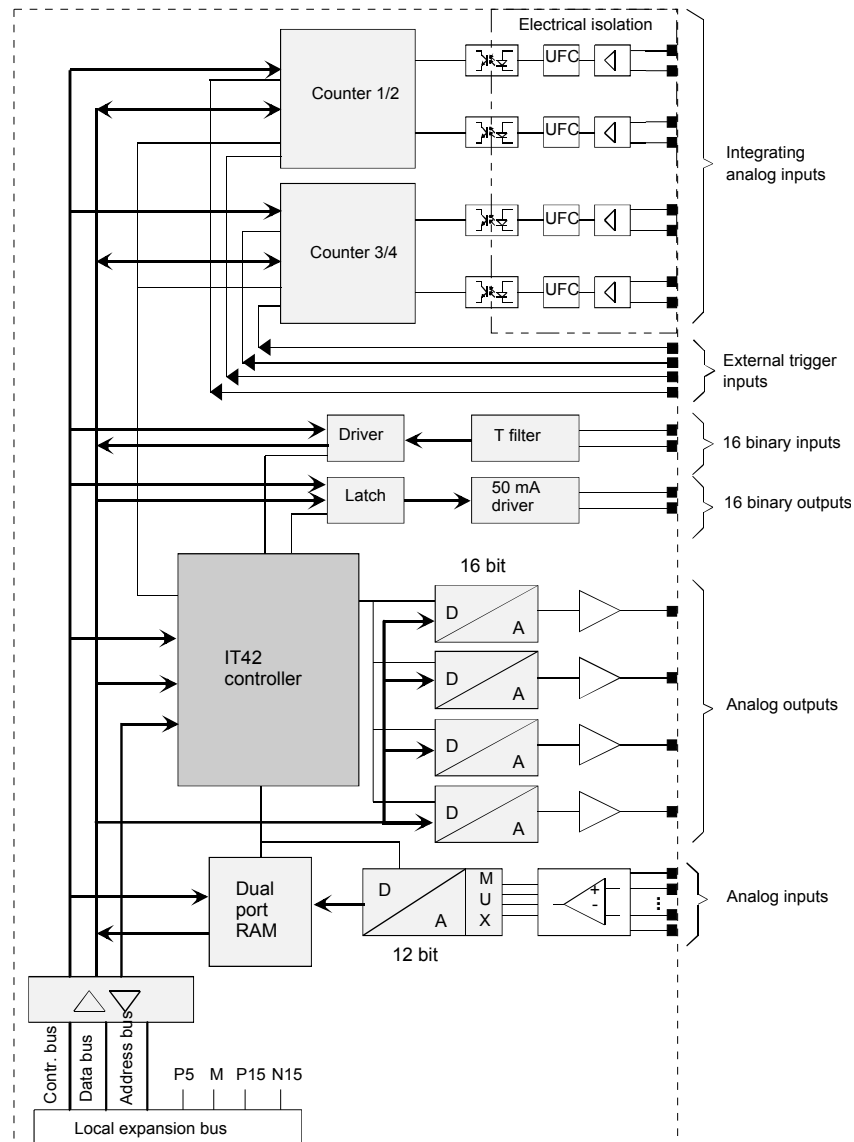 Electrical isolation
Counter 1/2
UFC
UFC
Integrating
analog inputs
Counter 3/4
UFC
UFC
External trigger
inputs
Driver
T filter
16 binary inputs
Latch
50 mA
driver
16 binary outputs
16 bit
IT42
controller
D
A
D
A
D
A
D
A
Analog outputs
Dual
port
RAM
D
A
M
U
X
+
-
...
Analog inputs
12 bit
Contr. bus
Data bus
Address bus
P5 M P15 N15
Local expansion bus